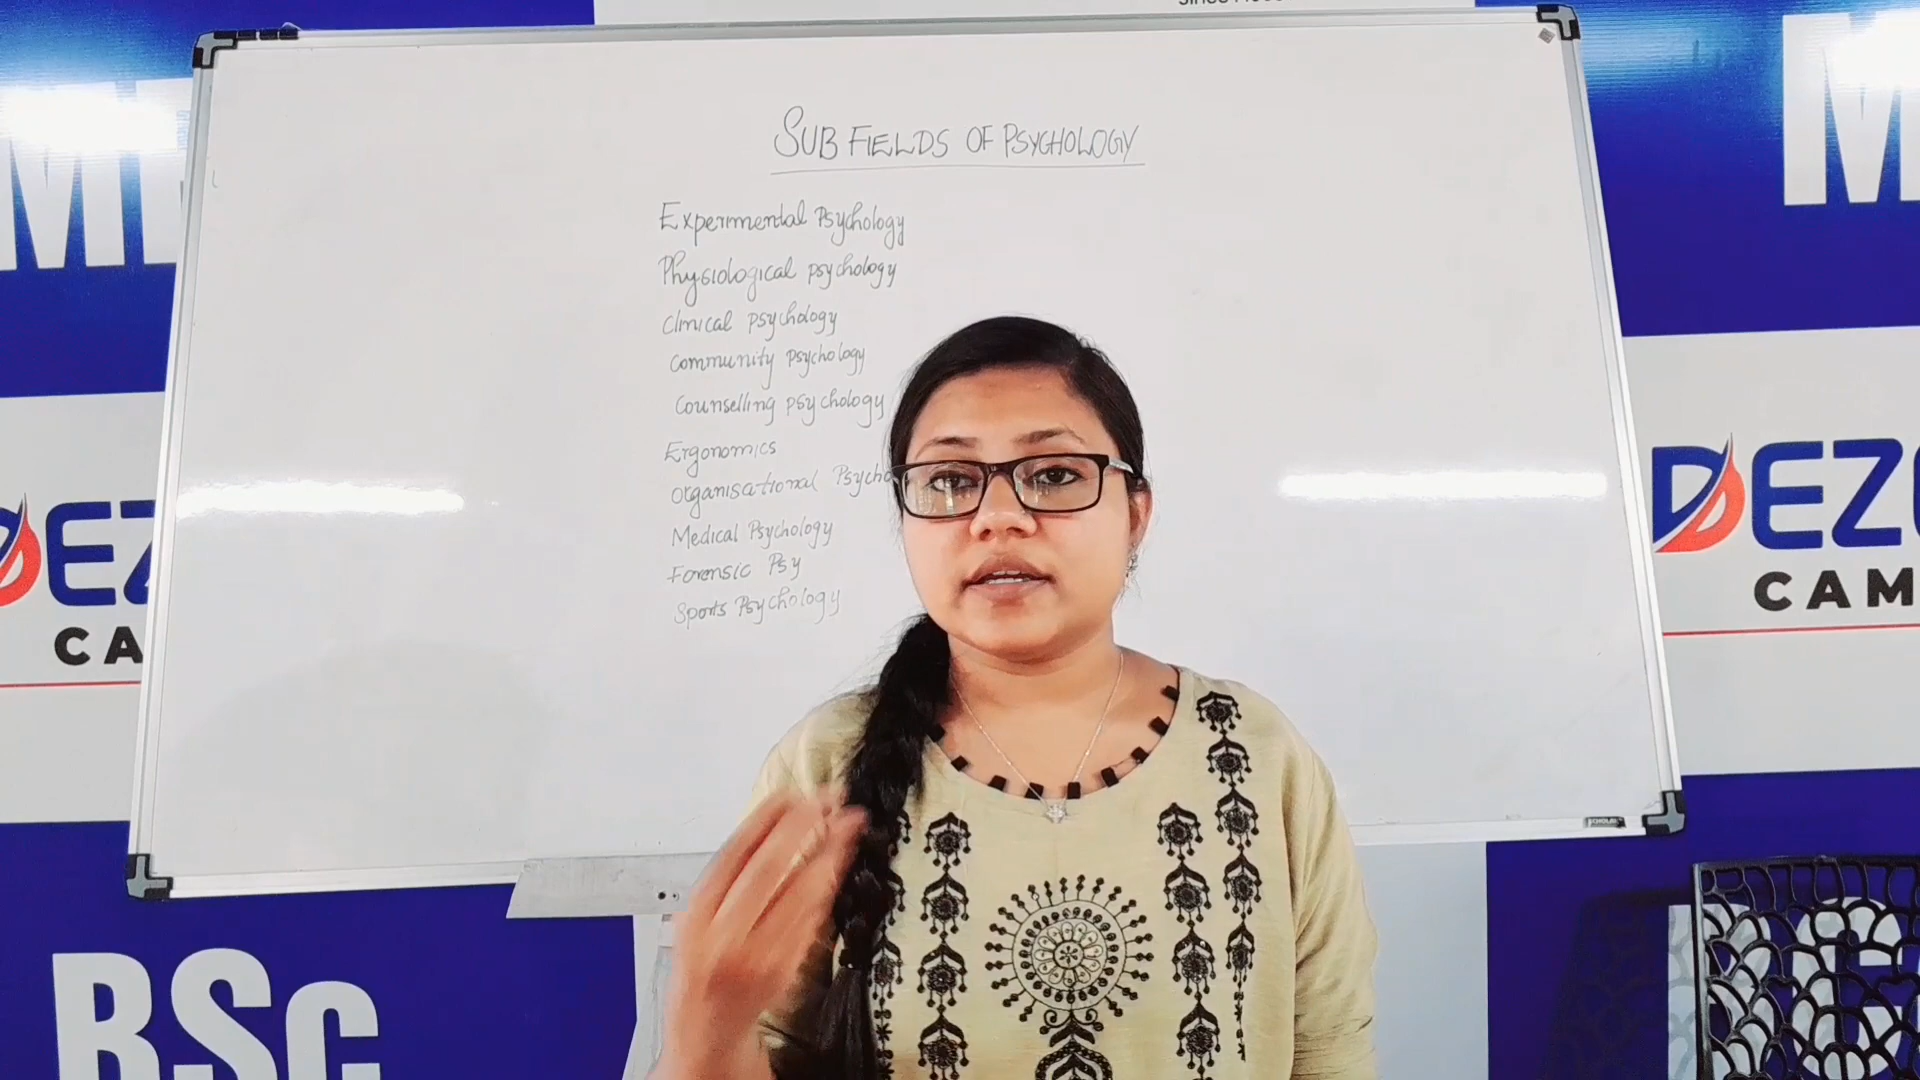 SUB FIELDS OF PSYCHOLOGY
Experimental Psychology
Physiological psychology
Clinical psychology
Community psychology
Counselling psychology
Ergonomics
Organisational Psycho
Medical Psychology
Forensic Psy
Sports Psychology
DEZ
CAM
BSc